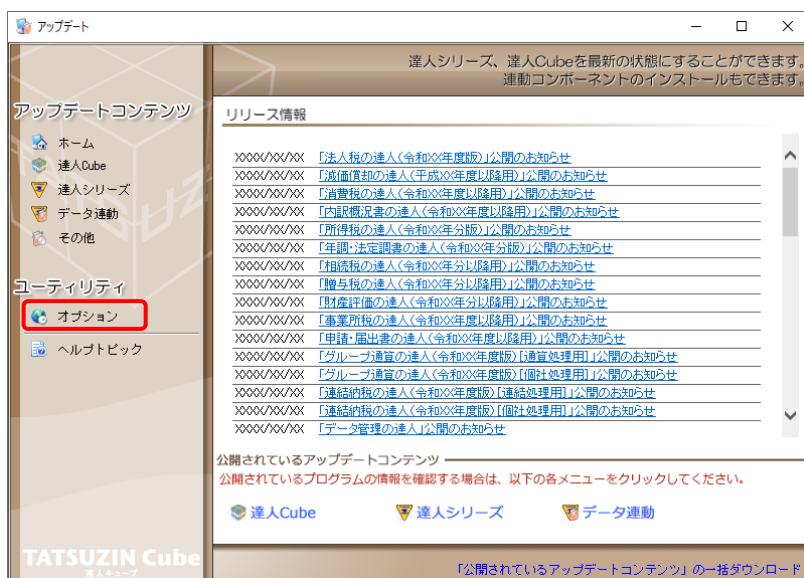 アップデート
達人シリーズ、達人Cubeを最新の状態にすることができます。
連動コンポーネントのインストールもできます。
アップデートコンテンツ
ホーム
達人Cube
達人シリーズ
データ連動
その他
ユーティリティ
オプション
ヘルプトピック
TATSUZIN Cube
達人キューブ
リリース情報
XXXX/XX/XX 「法人税の達人(令和XX年度版)」公開のお知らせ
XXXX/XX/XX 「減価償却の達人(平成XX年度以降用)」公開のお知らせ
XXXX/XX/XX 「消費税の達人(令和XX年度以降用)」公開のお知らせ
XXXX/XX/XX 「内訳概況書の達人(令和XX年度以降用)」公開のお知らせ
XXXX/XX/XX 「所得税の達人(令和XX年分版)」公開のお知らせ
XXXX/XX/XX 「年調・法定調書の達人(令和XX年分版)」公開のお知らせ
XXXX/XX/XX 「相続税の達人(令和XX年分以降用)」公開のお知らせ
XXXX/XX/XX 「贈与税の達人(令和XX年分以降用)」公開のお知らせ
XXXX/XX/XX 「財産評価の達人(令和XX年分以降用)」公開のお知らせ
XXXX/XX/XX 「事業所税の達人(令和XX年度以降用)」公開のお知らせ
XXXX/XX/XX 「申請・届出書の達人(令和XX年度以降用)」公開のお知らせ
XXXX/XX/XX 「グループ通算の達人(令和XX年度版)[通算処理用]」公開のお知らせ
XXXX/XX/XX 「グループ通算の達人(令和XX年度版)[個社処理用]」公開のお知らせ
XXXX/XX/XX 「連結納税の達人(令和XX年度版)[連結処理用]」公開のお知らせ
XXXX/XX/XX 「連結納税の達人(令和XX年度版)[個社処理用]」公開のお知らせ
XXXX/XX/XX 「データ管理の達人」公開のお知らせ
公開されているアップデートコンテンツ
公開されているプログラムの情報を確認する場合は、以下の各メニューをクリックしてください。
達人Cube 達人シリーズ データ連動
「公開されているアップデートコンテンツ」の一括ダウンロード